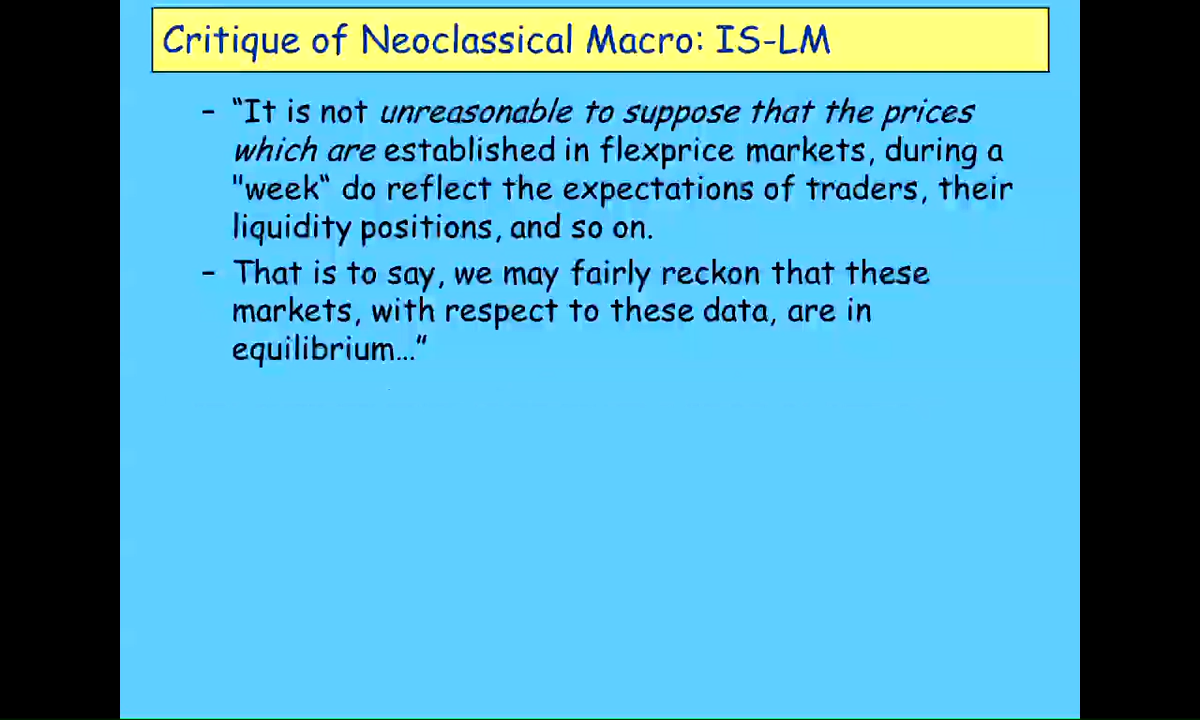 Critique of Neoclassical Macro: IS-LM
– “It is not unreasonable to suppose that the prices
which are established in flexprice markets, during a
"week“ do reflect the expectations of traders, their
liquidity positions, and so on.
– That is to say, we may fairly reckon that these
markets, with respect to these data, are in
equilibrium…”